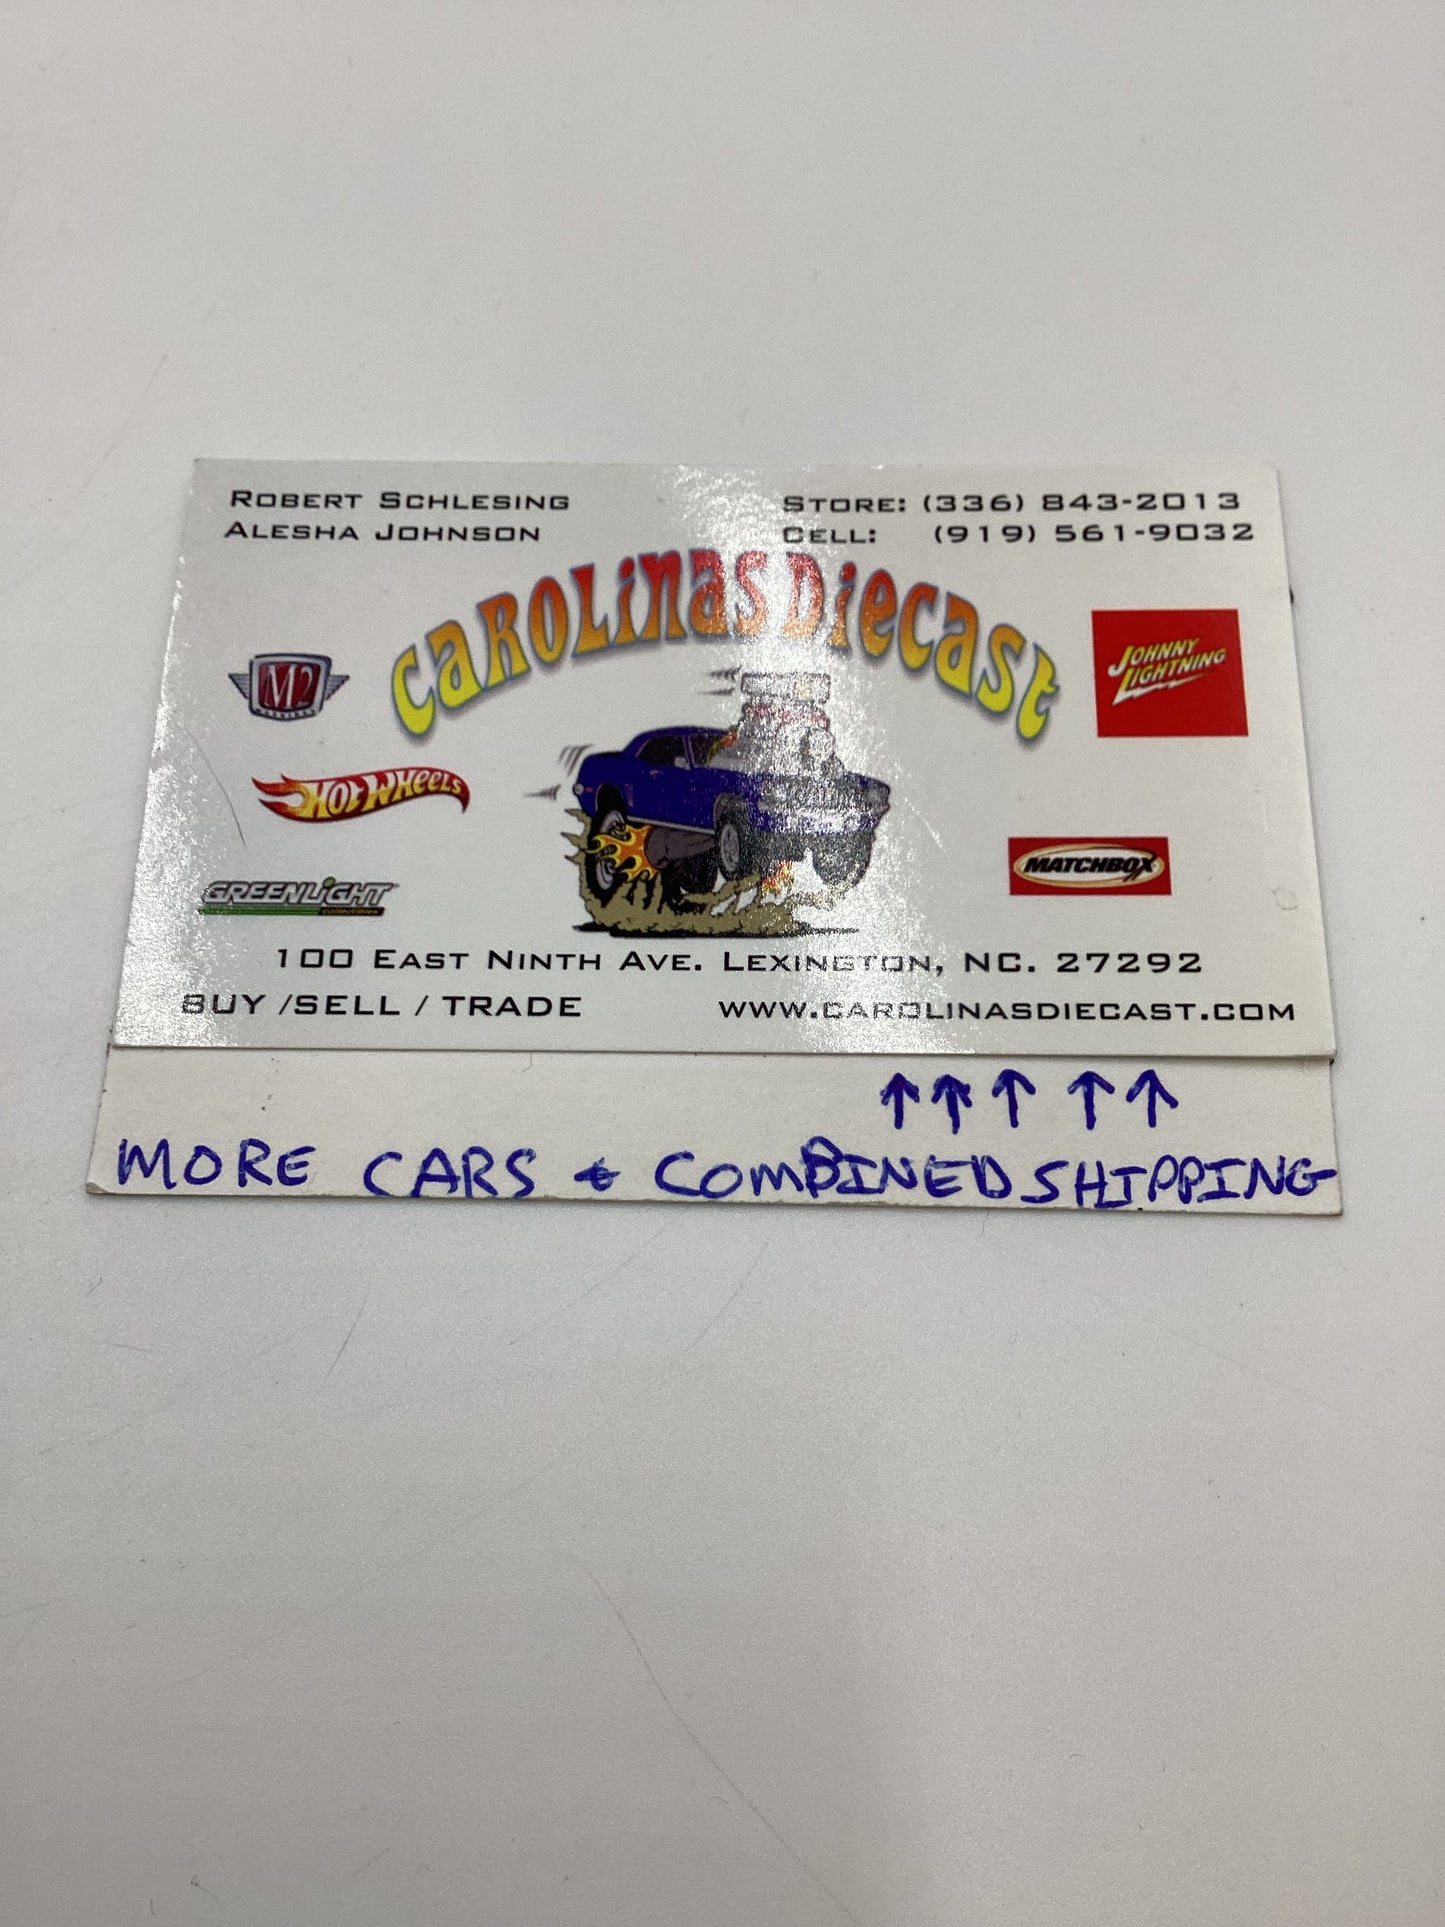 ROBERT SCHLESING
ALESHA JOHNSON
STORE: (336) 843-2013
CELL: (919) 561-9032
CAROLINAS DIECAST
M2
JOHNNY LIGHTNING
HOT WHEELS
MATCHBOX
GREENLIGHT
100 EAST NINTH AVE. LEXINGTON, NC. 27292
BUY /SELL / TRADE
WWW.CAROLINASDIECAST.COM
↑ ↑ ↑ ↑ ↑
MORE CARS & COMBINED SHIPPING